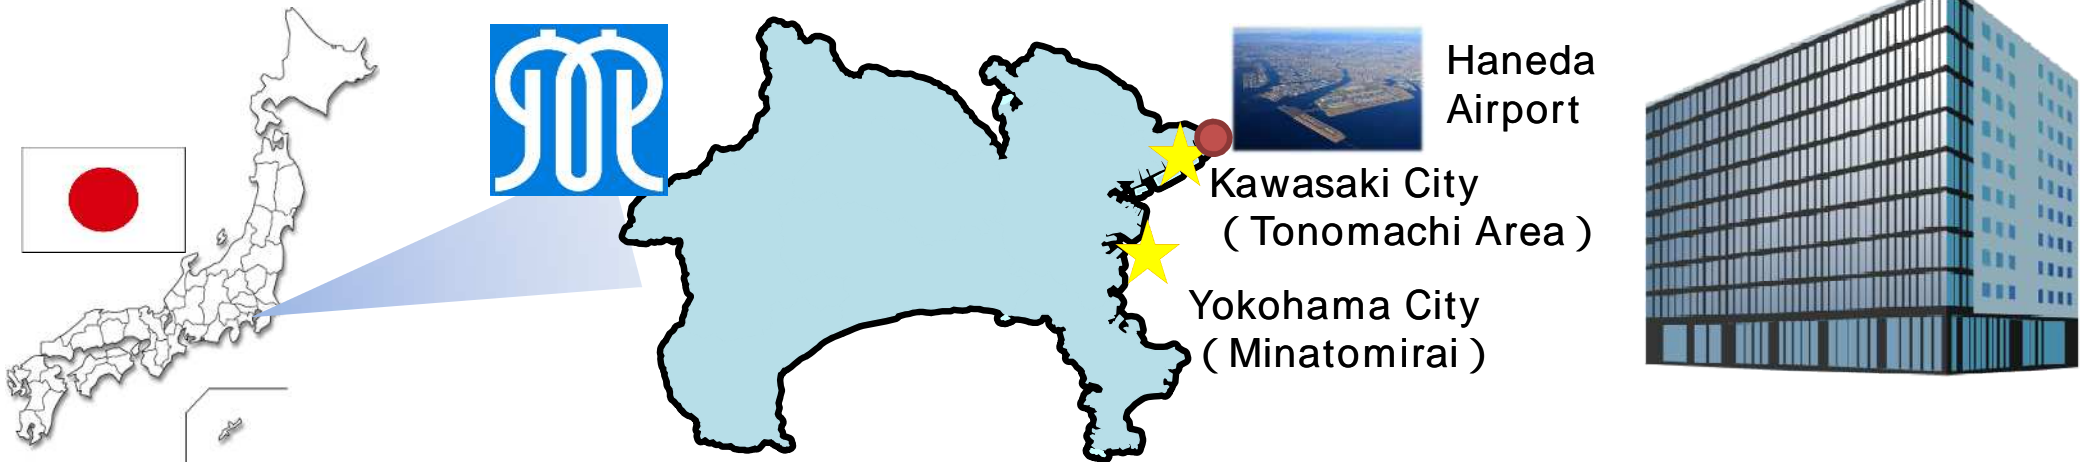 Haneda
Airport
Kawasaki City
( Tonomachi Area )
Yokohama City
( Minatomirai )